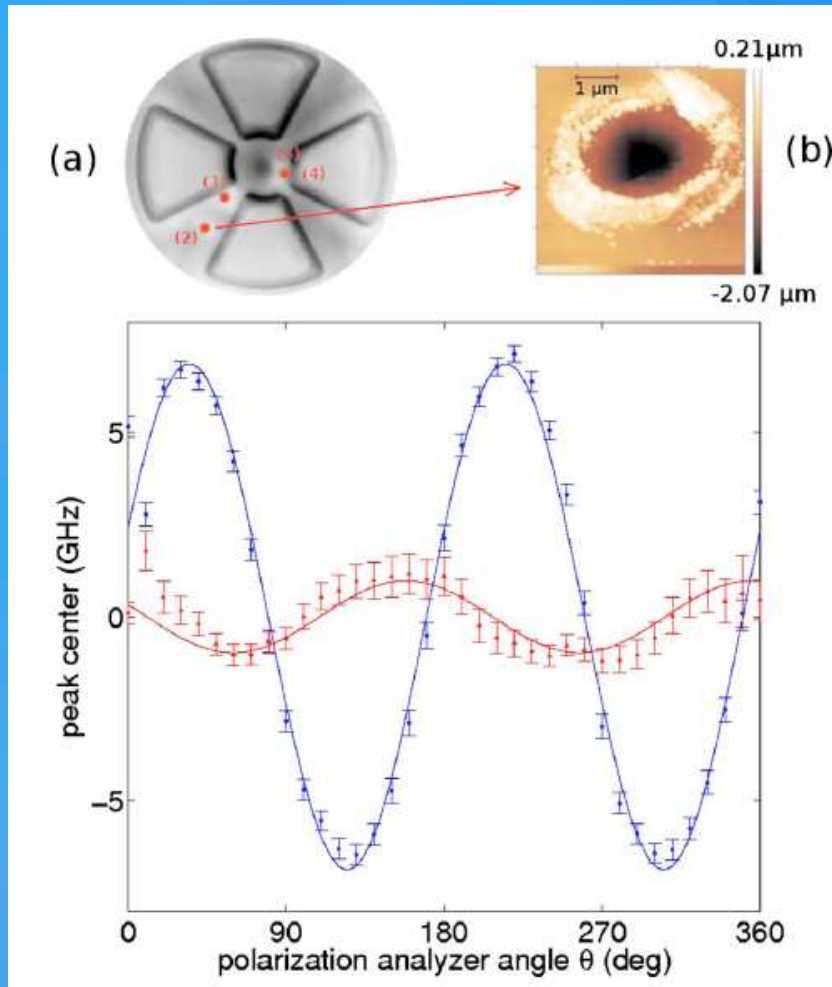 0.21μm
1 μm
(a)
(b)
(3)
(4)
(1)
(2)
-2.07 μm
5
0
-5
peak center (GHz)
0
90
180
270
360
polarization analyzer angle θ (deg)